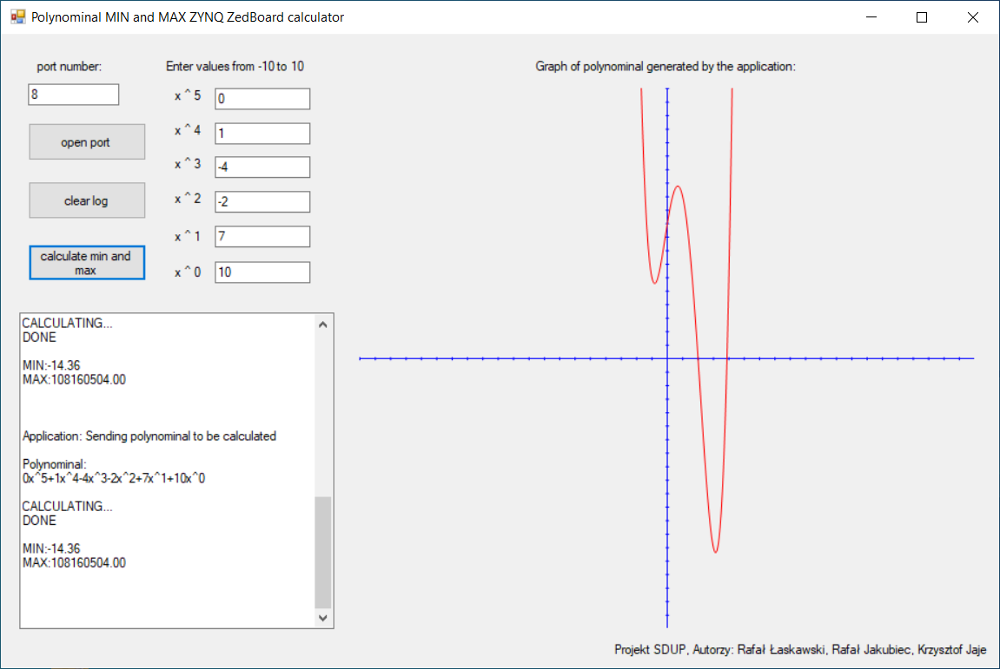 Polynominal MIN and MAX ZYNQ ZedBoard calculator
port number:
8
open port
clear log
calculate min and
max
Enter values from -10 to 10
x ^ 5 0
x ^ 4 1
x ^ 3 -4
x ^ 2 -2
x ^ 1 7
x ^ 0 10
CALCULATING...
DONE
MIN:-14.36
MAX:108160504.00
Application: Sending polynominal to be calculated
Polynominal:
0x^5+1x^4-4x^3-2x^2+7x^1+10x^0
CALCULATING...
DONE
MIN:-14.36
MAX:108160504.00
Graph of polynominal generated by the application:
Projekt SDUP, Autorzy: Rafał Łaskawski, Rafał Jakubiec, Krzysztof Jaje